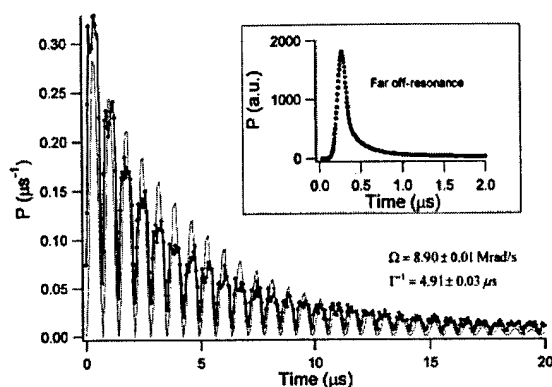 0.30
0.25
0.20
0.15
0.10
0.05
0.00
P (μs⁻¹)
0
5
10
15
20
Time (μs)
2000
1000
0
P (a.u.)
Far off-resonance
0.0
0.5
1.0
1.5
2.0
Time (μs)
Ω = 8.90 ± 0.01 Mrad/s
Γ⁻¹ = 4.91 ± 0.03 μs